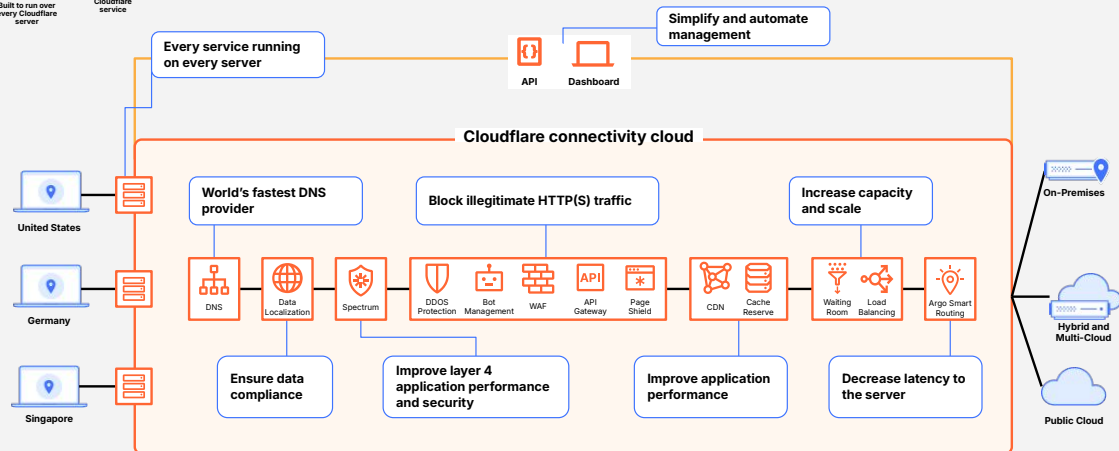 Built to run over
every Cloudflare
server
Cloudflare
service
Every service running
on every server
API
Dashboard
Simplify and automate
management
Cloudflare connectivity cloud
United States
Germany
Singapore
World's fastest DNS
provider
Block illegitimate HTTP(S) traffic
Increase capacity
and scale
DNS
Data
Localization
Spectrum
DDOS
Protection
Bot
Management
WAF
API
API
Gateway
Page
Shield
CDN
Cache
Reserve
Waiting
Room
Load
Balancing
Argo Smart
Routing
Ensure data
compliance
Improve layer 4
application performance
and security
Improve application
performance
Decrease latency to
the server
On-Premises
Hybrid and
Multi-Cloud
Public Cloud